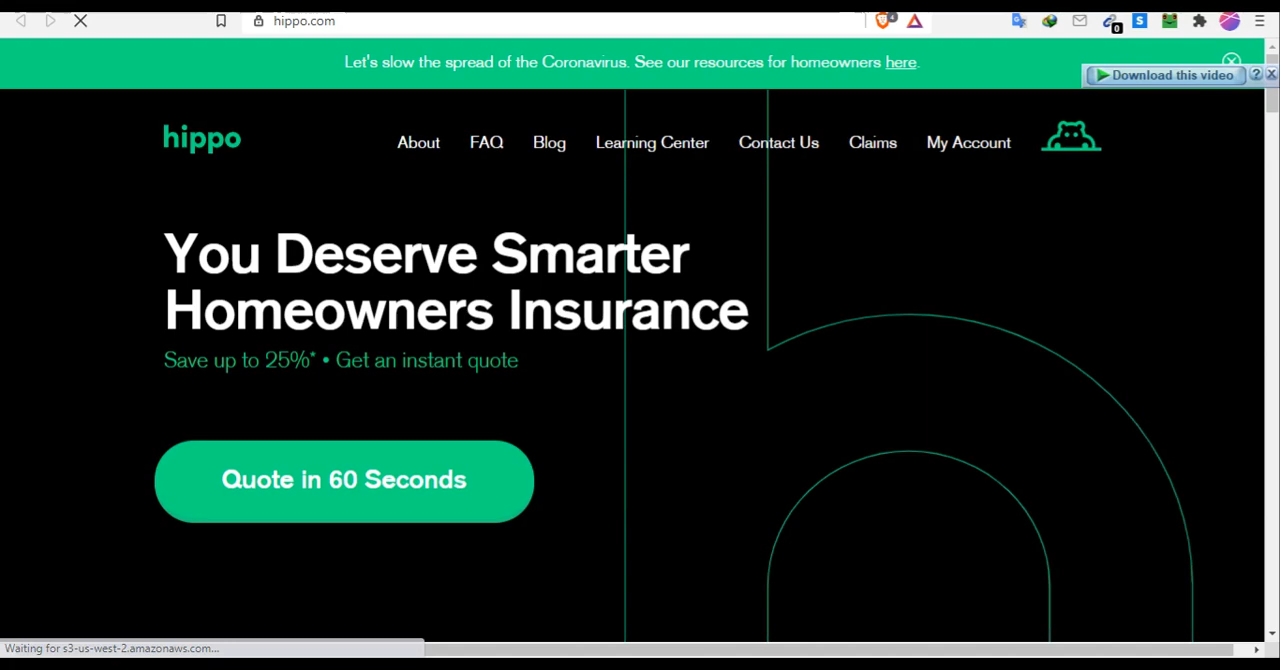 hippo.com
4
0
S
Let's slow the spread of the Coronavirus. See our resources for homeowners here.
Download this video
?
hippo
About FAQ Blog Learning Center Contact Us Claims My Account
You Deserve Smarter
Homeowners Insurance
Save up to 25%* • Get an instant quote
Quote in 60 Seconds
Waiting for s3-us-west-2.amazonaws.com...